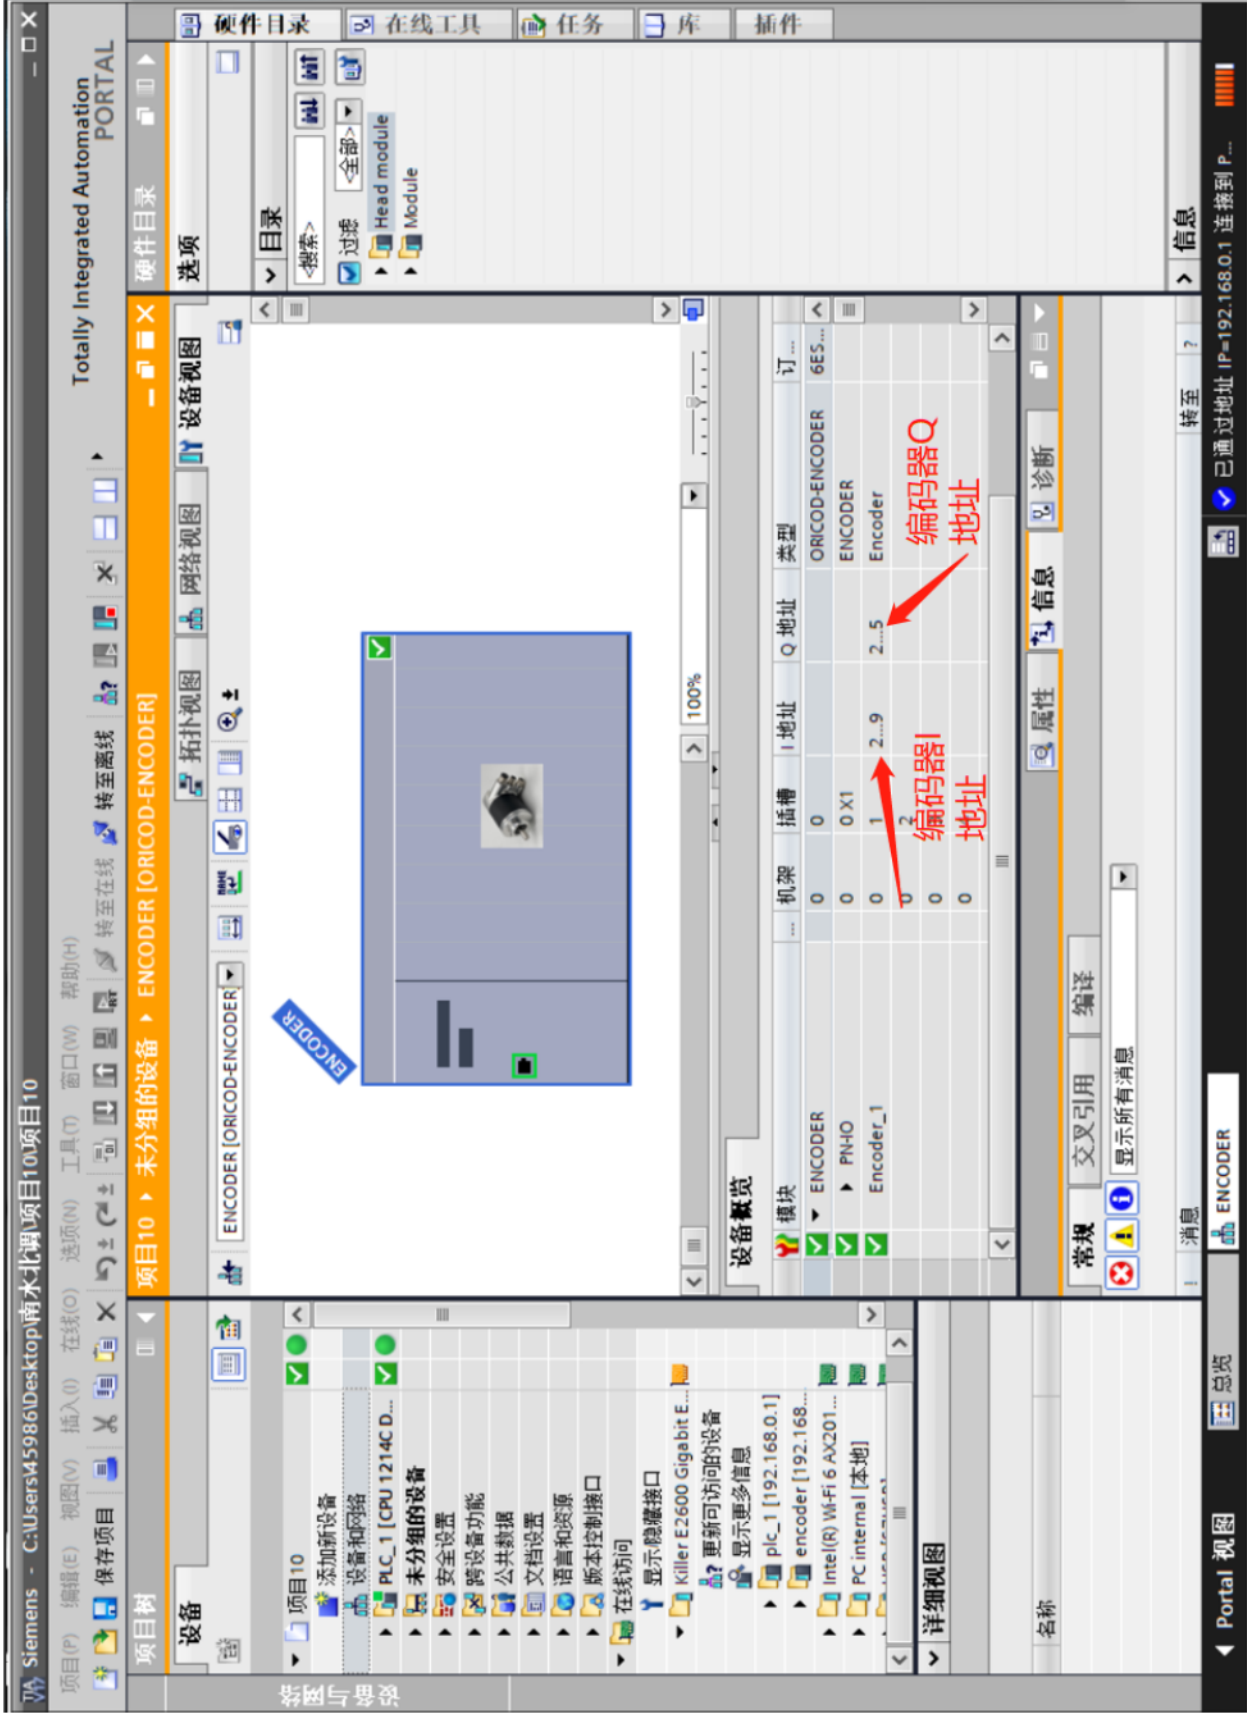 Siemens - C:\Users\45986\Desktop\南水北调\项目10\项目10
项目(P) 编辑(E) 视图(V) 插入(I) 在线(O) 选项(N) 工具(T) 窗口(W) 帮助(H)
Totally Integrated Automation
PORTAL
保存项目 转至在线 转至离线
项目树
设备
设备与网络
项目10
添加新设备
设备和网络
PLC_1 [CPU 1214C D...
未分组的设备
安全设置
跨设备功能
公共数据
文档设置
语言和资源
版本控制接口
在线访问
显示/隐藏接口
Killer E2600 Gigabit E...
更新可访问的设备
显示更多信息
plc_1 [192.168.0.1]
encoder [192.168....
Intel(R) Wi-Fi 6 AX201...
PC internal [本地]
详细视图
名称
项目10 ▸ 未分组的设备 ▸ ENCODER [ORICOD-ENCODER]
拓扑视图 网络视图 设备视图
ENCODER [ORICOD-ENCODER]
ENCODER
100%
设备概览
模块 ... 机架 插槽 I 地址 Q 地址 类型 订...
ENCODER 0 0 ORICOD-ENCODER 6ES...
PN-IO 0 0 X1 ENCODER
Encoder_1 0 1 2...9 2...5 Encoder
0 2
0
0
编码器I
地址
编码器Q
地址
属性 信息 诊断
常规 交叉引用 编译
显示所有消息
! 消息 转至 ?
硬件目录
选项
目录
<搜索>
过滤 <全部>
Head module
Module
信息
硬件目录
在线工具
任务
库
插件
Portal 视图 总览 ENCODER 已通过地址 IP=192.168.0.1 连接到 P...